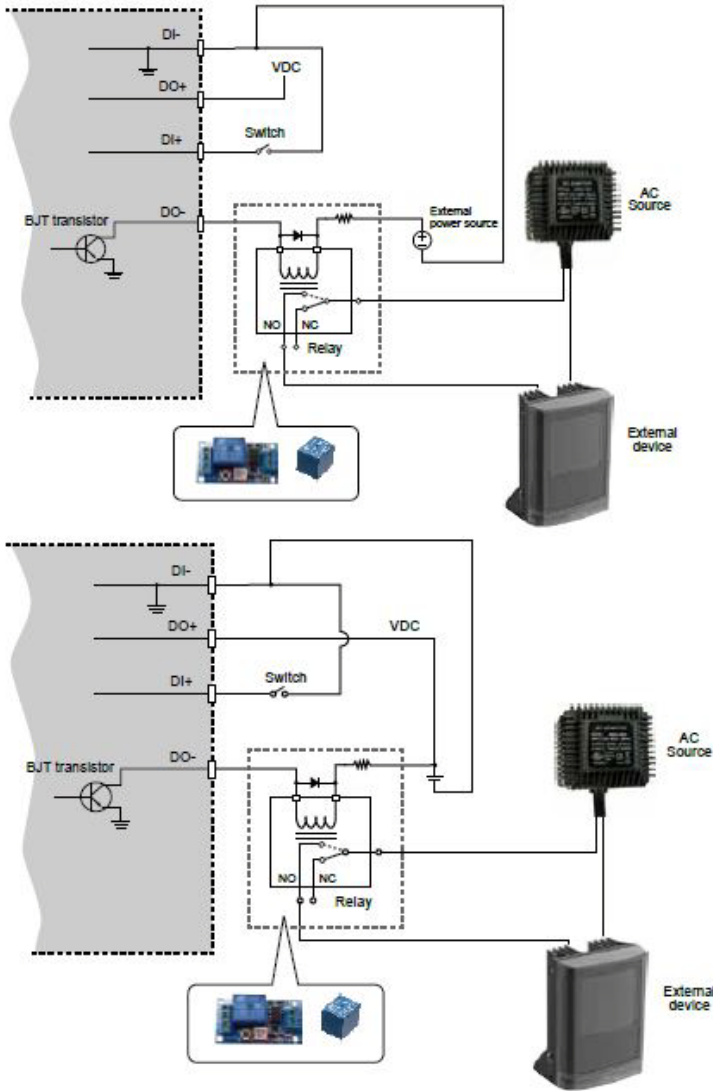 DI-
VDC
DO+
Switch
DI+
DO-
BJT transistor
External
power source
AC
Source
NO
NC
Relay
External
device
DI-
DO+
VDC
DI+
Switch
DO-
BJT transistor
AC
Source
NO
NC
Relay
External
device